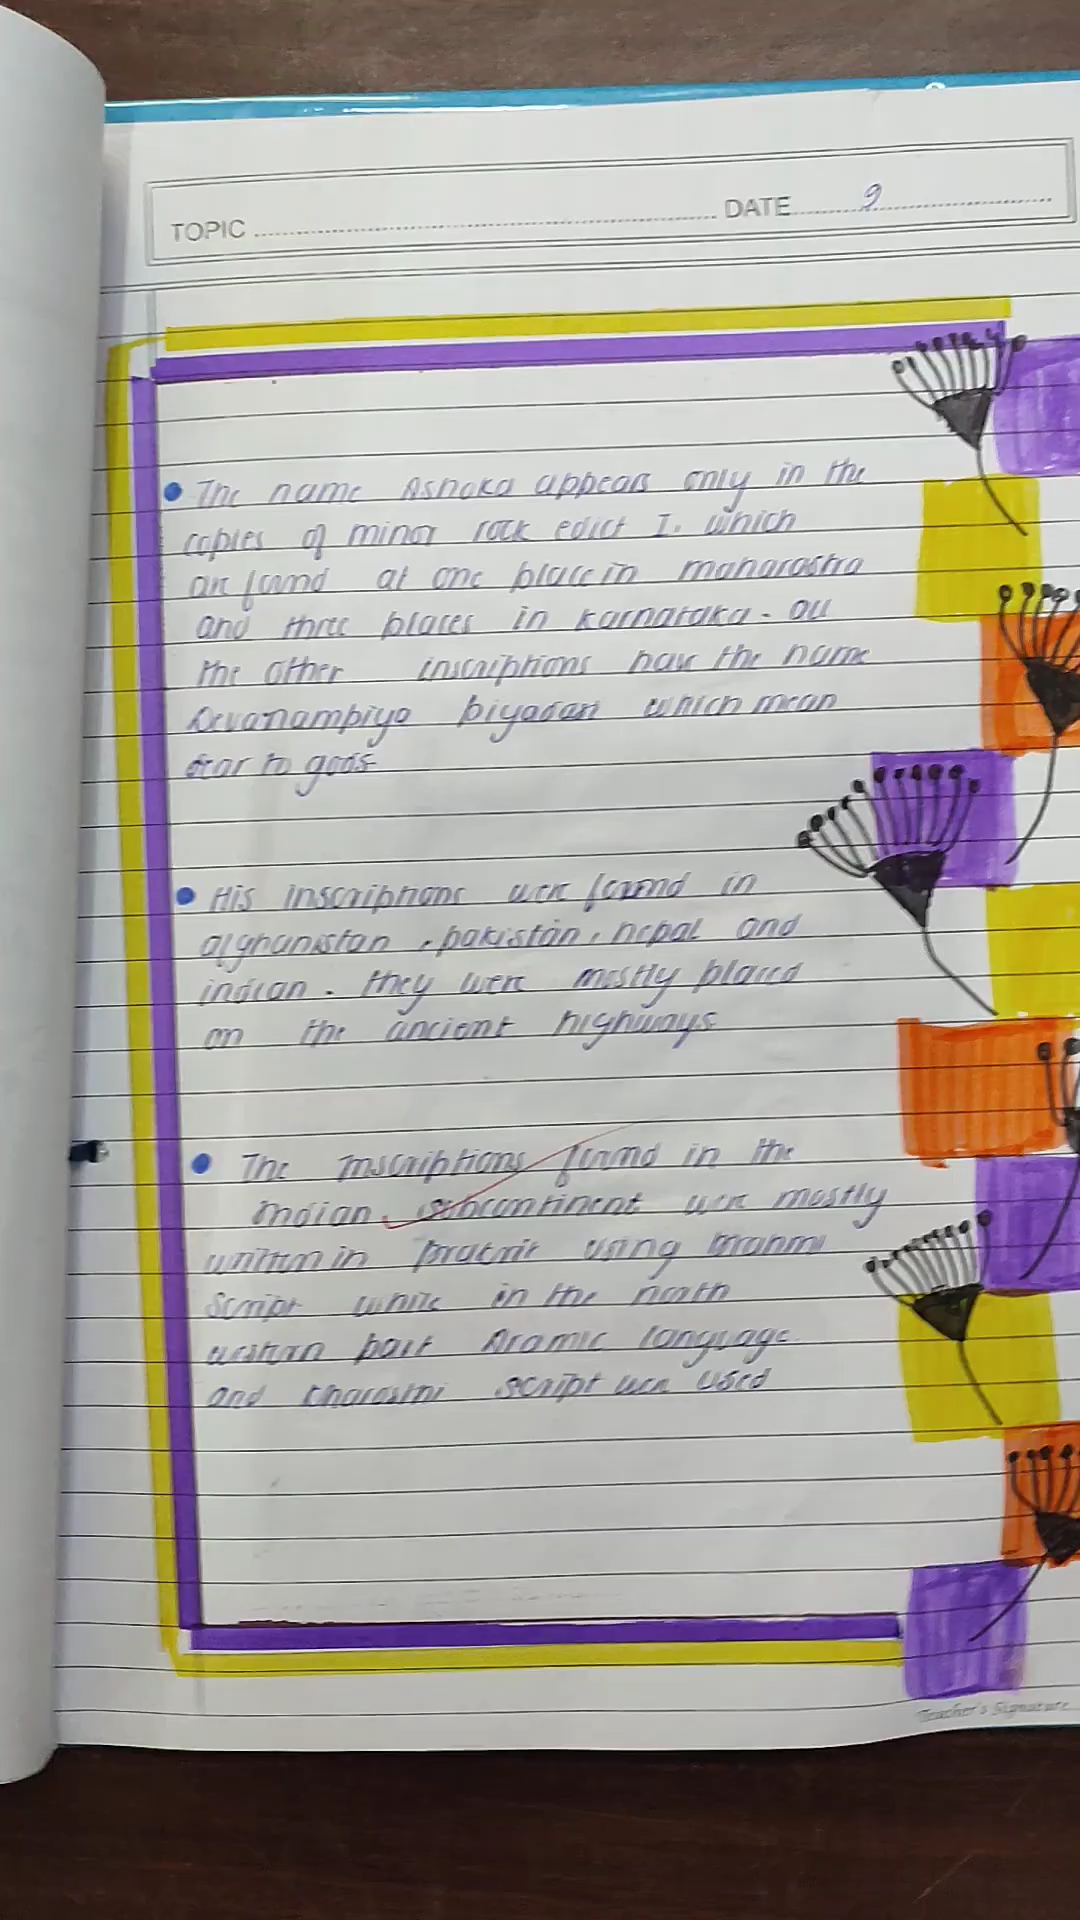 TOPIC DATE 9
The name Ashoka appears only in the
copies of minor rock edict I. which
are found at one place in maharastra
and three places in karnataka. all
the other inscriptions have the name
Devanampiya piyadasi which mean
dear to gods
His inscriptions were found in
afghanistan, pakistan, nepal and
indian. they were mostly placed
on the ancient highways
The Inscriptions found in the
Indian subcontinent were mostly
written in Prakrit using Brahmi
Script while in the north
western part Aramic language
and kharosthi script were used
Teacher's Signature